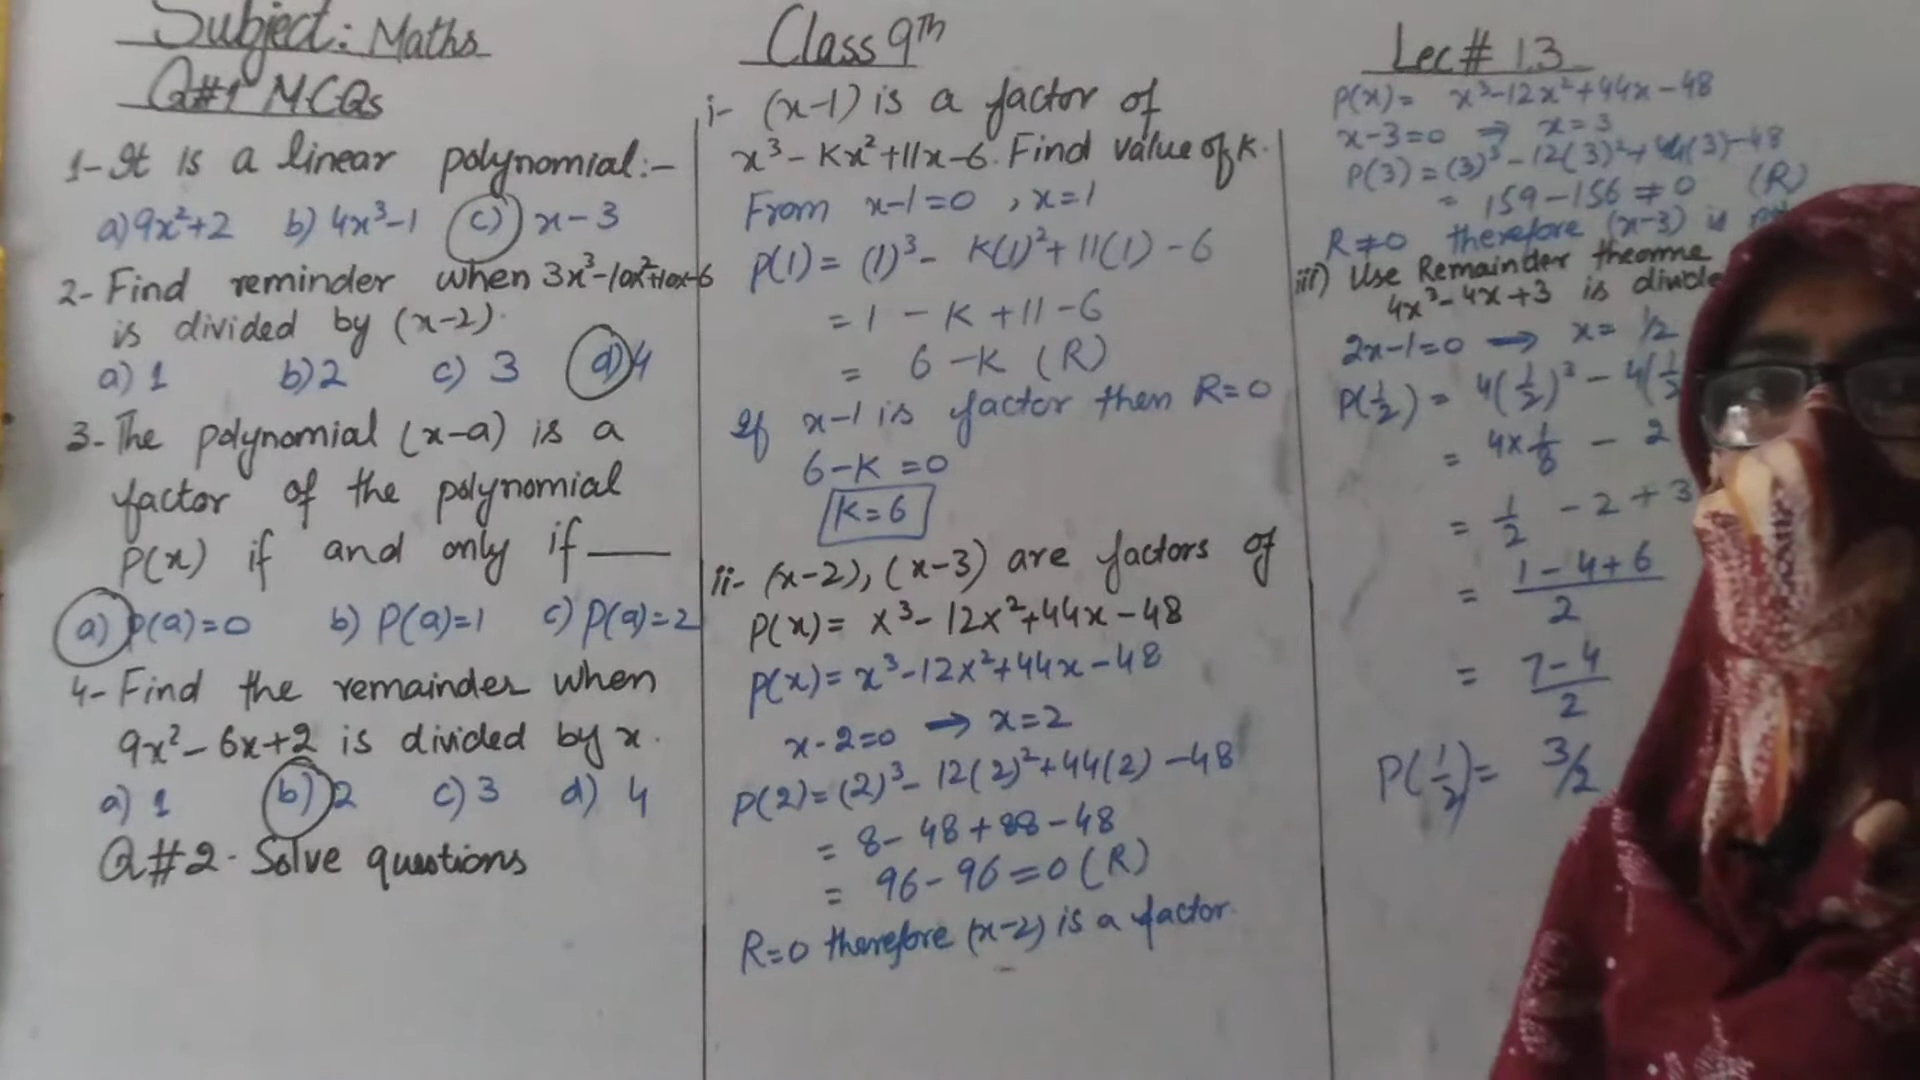 Subject: Maths
Class 9Th
Lec# 13
Q#1 MCQs
1-It is a linear polynomial:-
a) 9x²+2 b) 4x³-1 c) x-3
2- Find reminder when 3x³-10x²+10x-6
is divided by (x-2).
a) 1 b) 2 c) 3 d) 4
3-The polynomial (x-a) is a
factor of the polynomial
P(x) if and only if ____
a) P(a)=0 b) P(a)=1 c) P(a)=2
4-Find the remainder when
9x²-6x+2 is divided by x.
a) 1 b) 2 c) 3 d) 4
Q#2. Solve questions
i- (x-1) is a factor of
x³-Kx²+11x-6. Find value of K.
From x-1=0, x=1
P(1) = (1)³- K(1)²+11(1)-6
= 1 - K +11-6
= 6-K (R)
If x-1 is factor then R=0
6-K=0
K=6
ii- (x-2), (x-3) are factors of
P(x)= x³-12x²+44x-48
P(x)= x³-12x²+44x-48
x-2=0 → x=2
P(2)=(2)³-12(2)²+44(2)-48
= 8-48+88-48
= 96-96=0 (R)
R=0 therefore (x-2) is a factor.
P(x)= x³-12x²+44x-48
x-3=0 → x=3
P(3)=(3)³-12(3)²+44(3)-48
= 159-156≠0 (R)
R≠0 therefore (x-3) is
iii) Use Remainder theorme
4x³-4x+3 is divide
2x-1=0 → x= 1/2
P(1/2) = 4(1/2)³ - 4(1/2
= 4×1/8 - 2
= 1/2 -2+3
= 1-4+6/2
= 7-4/2
P(1/2)= 3/2